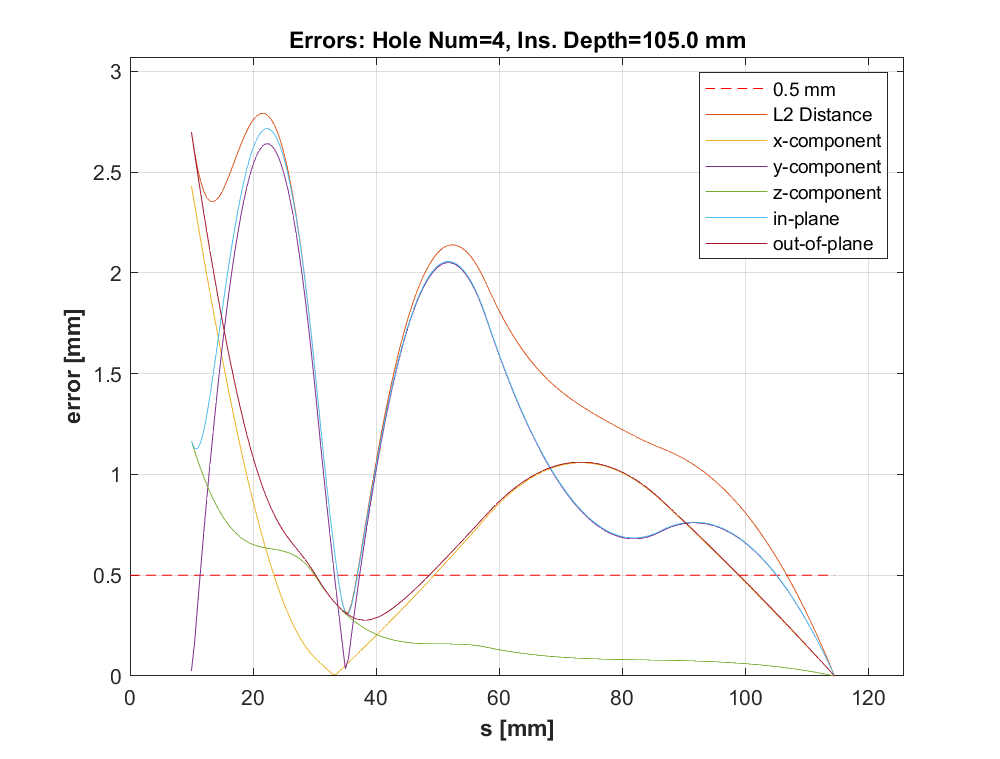 Errors: Hole Num=4, Ins. Depth=105.0 mm
3
2.5
2
1.5
1
0.5
0
error [mm]
0.5 mm
L2 Distance
x-component
y-component
z-component
in-plane
out-of-plane
0 20 40 60 80 100 120
s [mm]